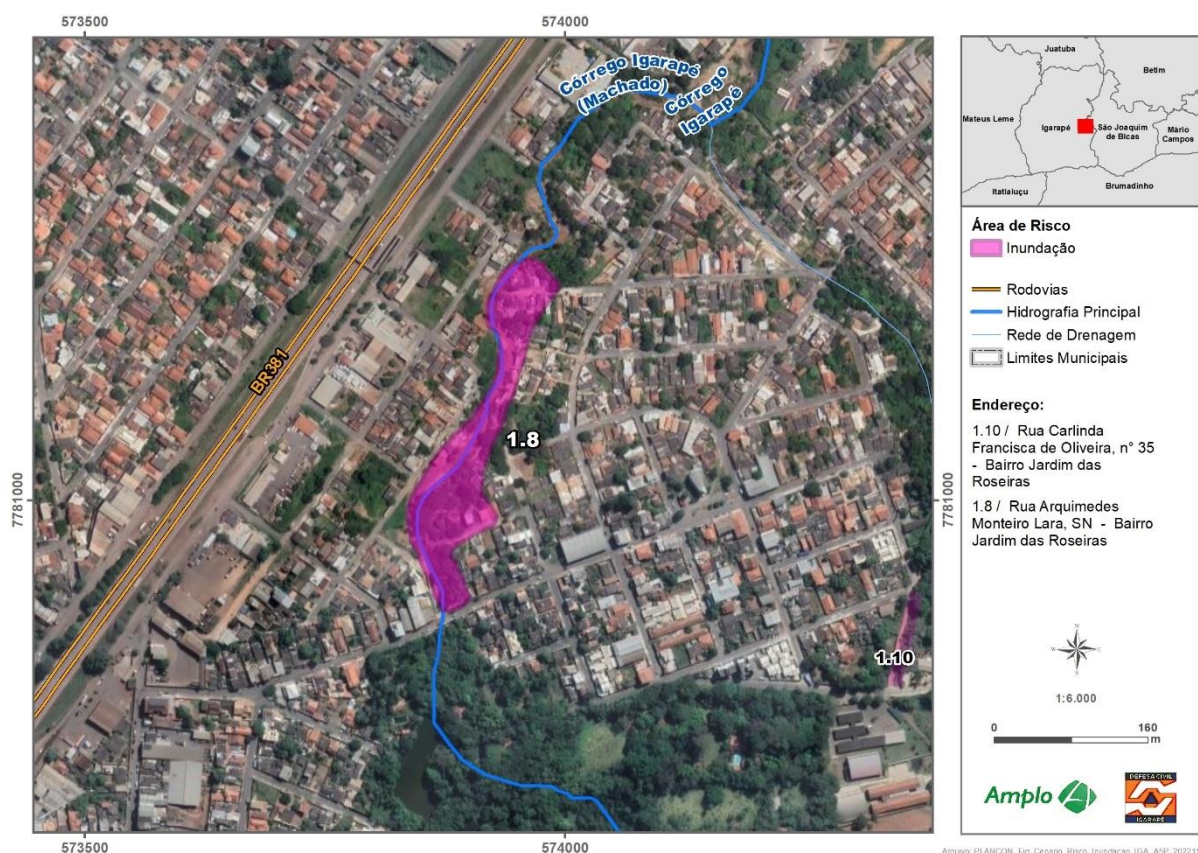 573500
574000
Córrego Igarapé
(Machado)
Córrego
Igarapé
BR381
1.8
1.10
7781000
7781000
573500
574000
Juatuba
Betim
Mateus Leme
Igarapé
São Joaquim
de Bicas
Mário
Campos
Itatiaiuçu
Brumadinho
Área de Risco
Inundação
Rodovias
Hidrografia Principal
Rede de Drenagem
Limites Municipais
Endereço:
1.10 / Rua Carlinda
Francisca de Oliveira, n° 35
- Bairro Jardim das
Roseiras
1.8 / Rua Arquimedes
Monteiro Lara, SN - Bairro
Jardim das Roseiras
1:6.000
0
160
m
Amplo
DEFESA CIVIL
IGARAPÉ